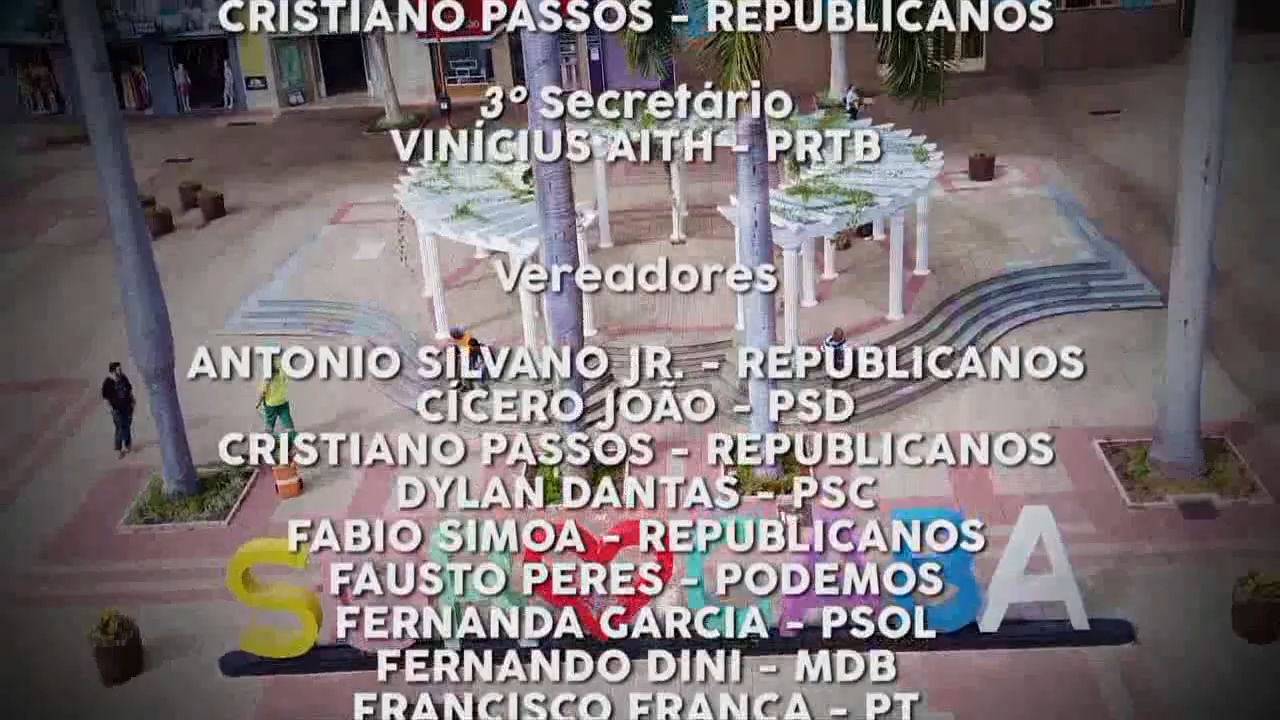 CRISTIANO PASSOS - REPUBLICANOS
3º Secretário
VINÍCIUS AITH - PRTB
Vereadores
ANTONIO SILVANO JR. - REPUBLICANOS
CÍCERO JOÃO - PSD
CRISTIANO PASSOS - REPUBLICANOS
DYLAN DANTAS - PSC
FABIO SIMOA - REPUBLICANOS
FAUSTO PERES - PODEMOS
FERNANDA GARCIA - PSOL
FERNANDO DINI - MDB
FRANCISCO FRANÇA - PT